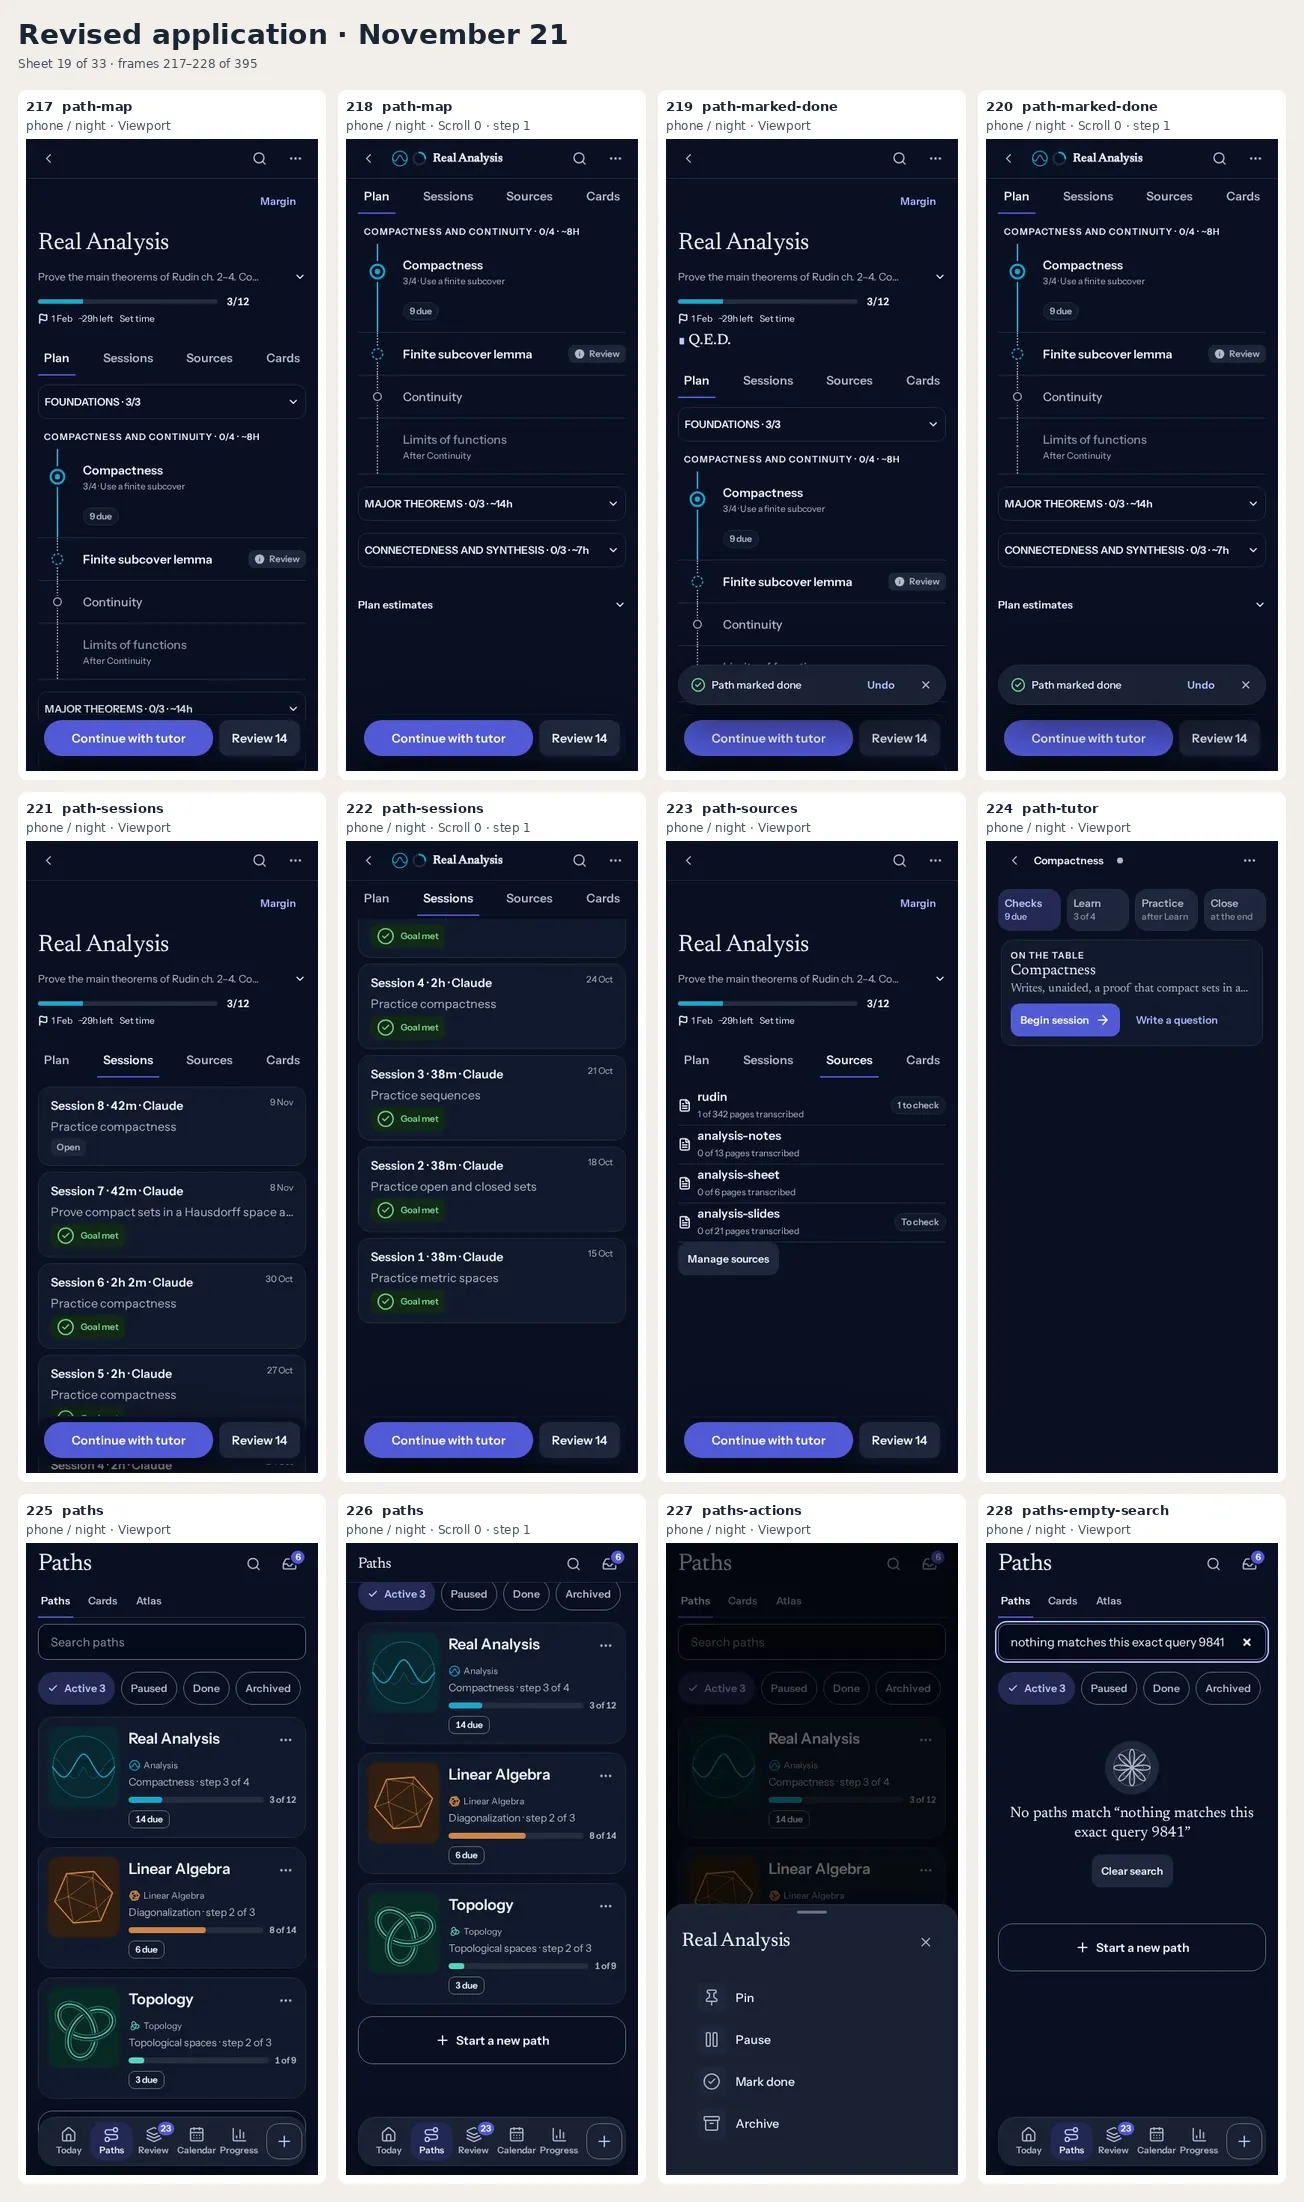 Revised application · November 21
Sheet 19 of 33 · frames 217–228 of 395
217 path-map
phone / night · Viewport
Margin
Real Analysis
Prove the main theorems of Rudin ch. 2–4. Co...
3/12
1 Feb ~29h left Set time
Plan Sessions Sources Cards
FOUNDATIONS · 3/3
COMPACTNESS AND CONTINUITY · 0/4 · ~8H
Compactness
3/4 · Use a finite subcover
9 due
Finite subcover lemma Review
Continuity
Limits of functions
After Continuity
MAJOR THEOREMS · 0/3 · ~14h
Continue with tutor Review 14
218 path-map
phone / night · Scroll 0 · step 1
Real Analysis
Plan Sessions Sources Cards
COMPACTNESS AND CONTINUITY · 0/4 · ~8H
Compactness
3/4 · Use a finite subcover
9 due
Finite subcover lemma Review
Continuity
Limits of functions
After Continuity
MAJOR THEOREMS · 0/3 · ~14h
CONNECTEDNESS AND SYNTHESIS · 0/3 · ~7h
Plan estimates
Continue with tutor Review 14
219 path-marked-done
phone / night · Viewport
Margin
Real Analysis
Prove the main theorems of Rudin ch. 2–4. Co...
3/12
1 Feb ~29h left Set time
Q.E.D.
Plan Sessions Sources Cards
FOUNDATIONS · 3/3
COMPACTNESS AND CONTINUITY · 0/4 · ~8H
Compactness
3/4 · Use a finite subcover
9 due
Finite subcover lemma Review
Continuity
Path marked done Undo
Continue with tutor Review 14
220 path-marked-done
phone / night · Scroll 0 · step 1
Real Analysis
Plan Sessions Sources Cards
COMPACTNESS AND CONTINUITY · 0/4 · ~8H
Compactness
3/4 · Use a finite subcover
9 due
Finite subcover lemma Review
Continuity
Limits of functions
After Continuity
MAJOR THEOREMS · 0/3 · ~14h
CONNECTEDNESS AND SYNTHESIS · 0/3 · ~7h
Plan estimates
Path marked done Undo
Continue with tutor Review 14
221 path-sessions
phone / night · Viewport
Margin
Real Analysis
Prove the main theorems of Rudin ch. 2–4. Co...
3/12
1 Feb ~29h left Set time
Plan Sessions Sources Cards
Session 8 · 42m · Claude 9 Nov
Practice compactness
Open
Session 7 · 42m · Claude 8 Nov
Prove compact sets in a Hausdorff space a...
Goal met
Session 6 · 2h 2m · Claude 30 Oct
Practice compactness
Goal met
Session 5 · 2h · Claude 27 Oct
Practice compactness
Continue with tutor Review 14
Session 4 · 2h · Claude
222 path-sessions
phone / night · Scroll 0 · step 1
Real Analysis
Plan Sessions Sources Cards
Goal met
Session 4 · 2h · Claude 24 Oct
Practice compactness
Goal met
Session 3 · 38m · Claude 21 Oct
Practice sequences
Goal met
Session 2 · 38m · Claude 18 Oct
Practice open and closed sets
Goal met
Session 1 · 38m · Claude 15 Oct
Practice metric spaces
Goal met
Continue with tutor Review 14
223 path-sources
phone / night · Viewport
Margin
Real Analysis
Prove the main theorems of Rudin ch. 2–4. Co...
3/12
1 Feb ~29h left Set time
Plan Sessions Sources Cards
rudin
1 of 342 pages transcribed 1 to check
analysis-notes
0 of 13 pages transcribed
analysis-sheet
0 of 6 pages transcribed
analysis-slides
0 of 21 pages transcribed To check
Manage sources
Continue with tutor Review 14
224 path-tutor
phone / night · Viewport
Compactness
Checks Learn Practice Close
9 due 3 of 4 after Learn at the end
ON THE TABLE
Compactness
Writes, unaided, a proof that compact sets in a...
Begin session Write a question
225 paths
phone / night · Viewport
Paths 6
Paths Cards Atlas
Search paths
Active 3 Paused Done Archived
Real Analysis
Analysis
Compactness · step 3 of 4
3 of 12
14 due
Linear Algebra
Linear Algebra
Diagonalization · step 2 of 3
8 of 14
6 due
Topology
Topology
Topological spaces · step 2 of 3
1 of 9
3 due
23
Today Paths Review Calendar Progress
226 paths
phone / night · Scroll 0 · step 1
Paths 6
Active 3 Paused Done Archived
Real Analysis
Analysis
Compactness · step 3 of 4
3 of 12
14 due
Linear Algebra
Linear Algebra
Diagonalization · step 2 of 3
8 of 14
6 due
Topology
Topology
Topological spaces · step 2 of 3
1 of 9
3 due
Start a new path
23
Today Paths Review Calendar Progress
227 paths-actions
phone / night · Viewport
Paths 6
Paths Cards Atlas
Search paths
Active 3 Paused Done Archived
Real Analysis
Analysis
Compactness · step 3 of 4
3 of 12
14 due
Linear Algebra
Linear Algebra
Real Analysis
Pin
Pause
Mark done
Archive
228 paths-empty-search
phone / night · Viewport
Paths 6
Paths Cards Atlas
nothing matches this exact query 9841
Active 3 Paused Done Archived
No paths match “nothing matches this
exact query 9841”
Clear search
Start a new path
23
Today Paths Review Calendar Progress